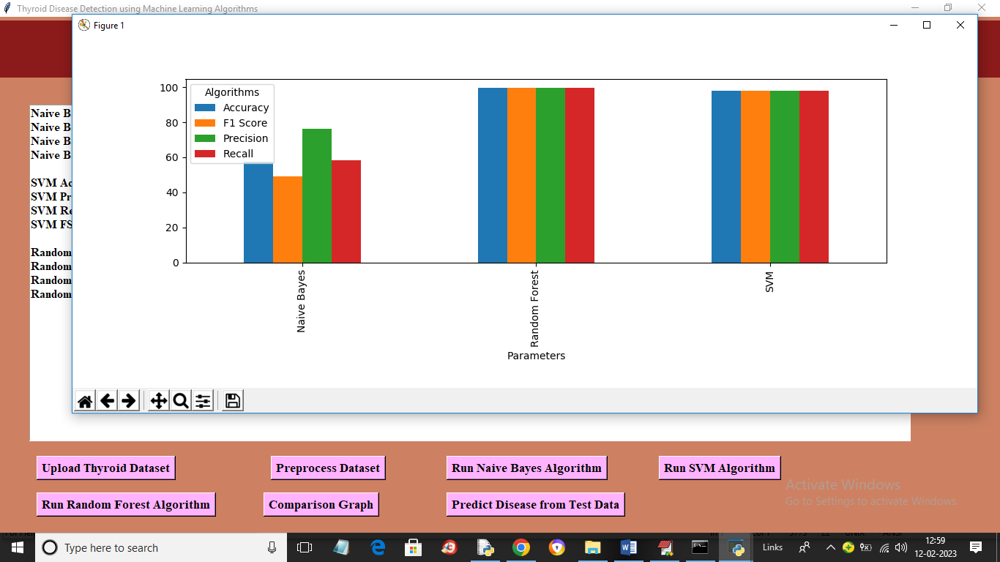 Thyroid Disease Detection using Machine Learning Algorithms
Figure 1
Algorithms
Accuracy
F1 Score
Precision
Recall
100
80
60
40
20
0
Naive Bayes
Random Forest
SVM
Parameters
Naive B
Naive B
Naive B
Naive B
SVM Ac
SVM Pr
SVM Re
SVM FS
Random
Random
Random
Random
Upload Thyroid Dataset
Preprocess Dataset
Run Naive Bayes Algorithm
Run SVM Algorithm
Run Random Forest Algorithm
Comparison Graph
Predict Disease from Test Data
Activate Windows
Go to Settings to activate Windows.
Type here to search
Links
12:59
12-02-2023